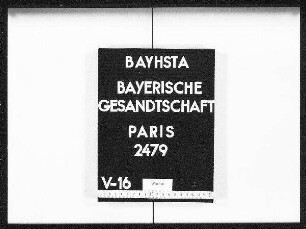 BAYHSTA
BAYERISCHE
GESANDTSCHAFT
PARIS
2479
V-16